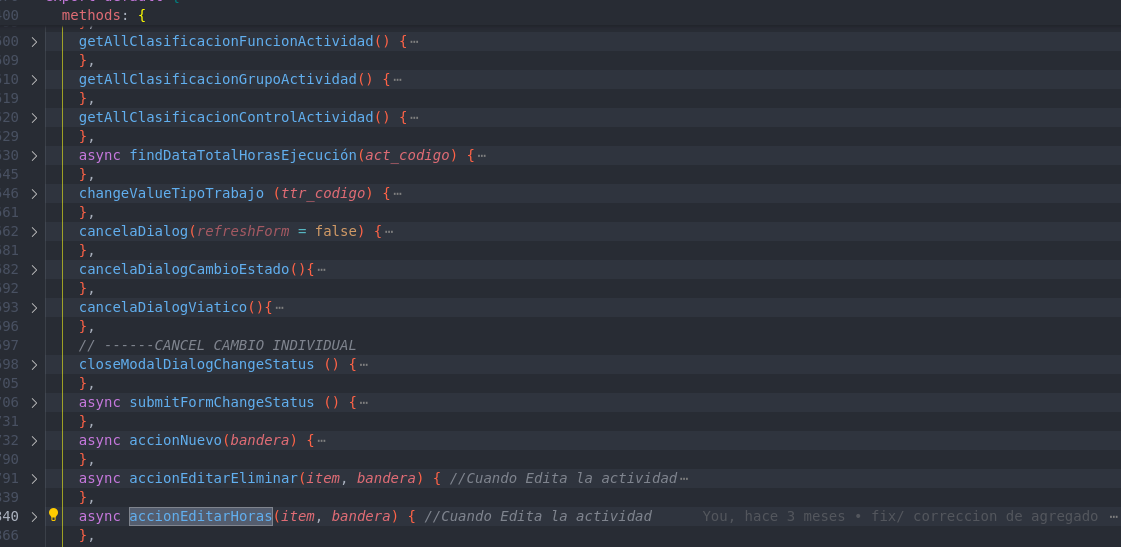 400 methods: {
600 getAllClasificacionFuncionActividad() {⋯
609 },
610 getAllClasificacionGrupoActividad() {⋯
619 },
620 getAllClasificacionControlActividad() {⋯
629 },
630 async findDataTotalHorasEjecución(act_codigo) {⋯
645 },
646 changeValueTipoTrabajo (ttr_codigo) {⋯
661 },
662 cancelaDialog(refreshForm = false) {⋯
681 },
682 cancelaDialogCambioEstado(){⋯
692 },
693 cancelaDialogViatico(){⋯
696 },
697 // ------CANCEL CAMBIO INDIVIDUAL
698 closeModalDialogChangeStatus () {⋯
705 },
706 async submitFormChangeStatus () {⋯
731 },
732 async accionNuevo(bandera) {⋯
790 },
791 async accionEditarEliminar(item, bandera) { //Cuando Edita la actividad⋯
839 },
840 async accionEditarHoras(item, bandera) { //Cuando Edita la actividad You, hace 3 meses • fix/ correccion de agregado ⋯
866 },